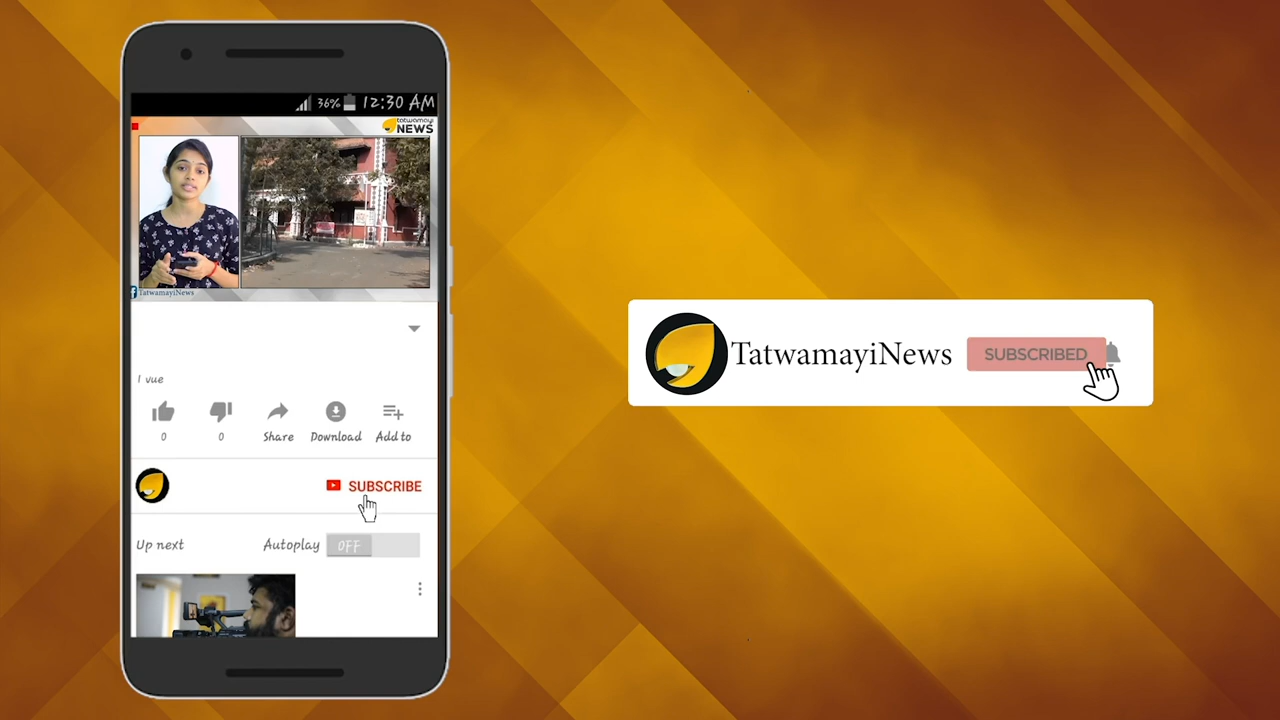 36% 12:30 AM
tatwamayi
NEWS
TatwamayiNews
1 vue
0 0 Share Download Add to
SUBSCRIBE
Up next Autoplay OFF
TatwamayiNews SUBSCRIBED